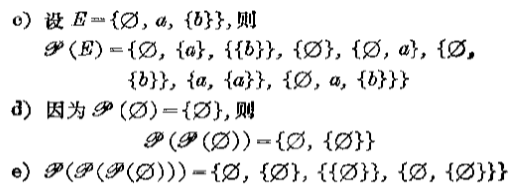 c) 设 E={∅, a, {b}},则
𝒫(E)={∅, {a}, {{b}}, {∅}, {∅, a}, {∅,
{b}}, {a, {a}}, {∅, a, {b}}}
d) 因为 𝒫(∅)={∅},则
𝒫(𝒫(∅))={∅, {∅}}
e) 𝒫(𝒫(𝒫(∅)))={∅, {∅}, {{∅}}, {∅, {∅}}}